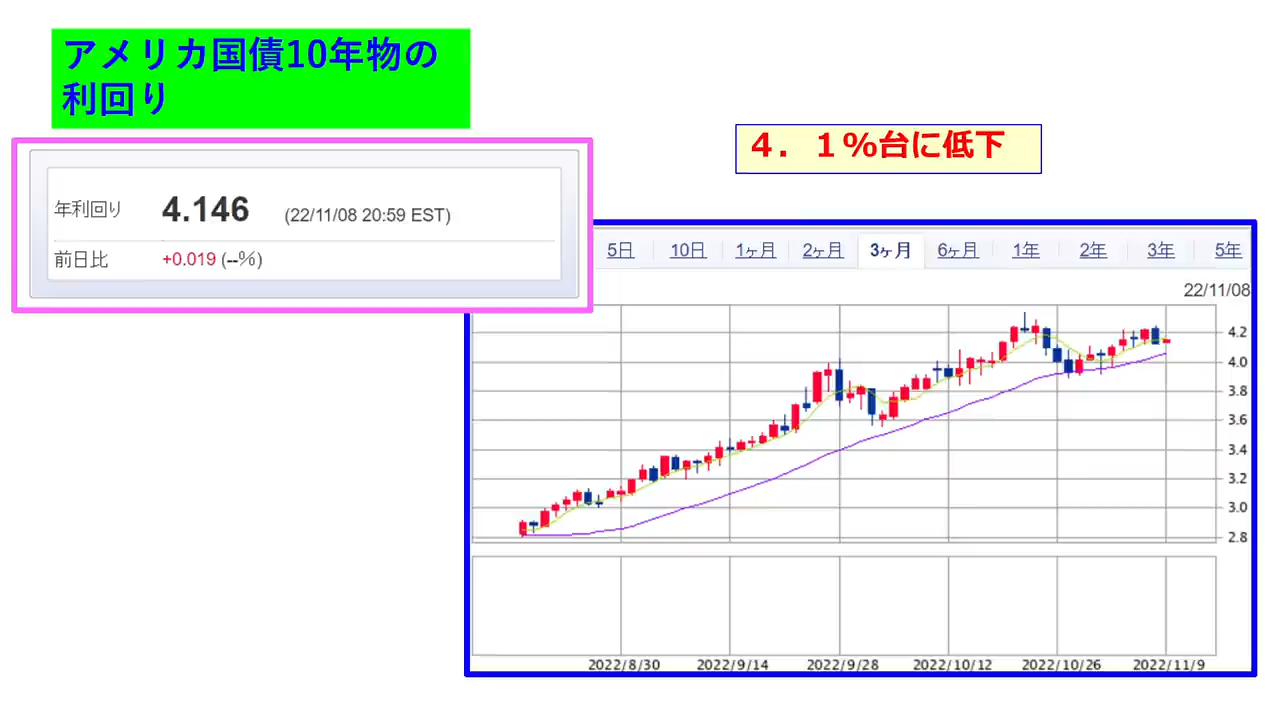 アメリカ国債10年物の
利回り
4．1％台に低下
年利回り 4.146 (22/11/08 20:59 EST)
前日比 +0.019 (--%)
5日 10日 1ヶ月 2ヶ月 3ヶ月 6ヶ月 1年 2年 3年 5年
22/11/08
4.2
4.0
3.8
3.6
3.4
3.2
3.0
2.8
2022/8/30 2022/9/14 2022/9/28 2022/10/12 2022/10/26 2022/11/9